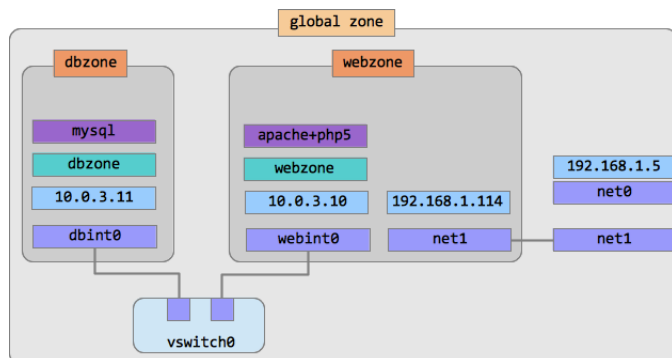 global zone
dbzone
webzone
mysql
dbzone
10.0.3.11
dbint0
apache+php5
webzone
10.0.3.10
192.168.1.114
webint0
net1
192.168.1.5
net0
net1
vswitch0